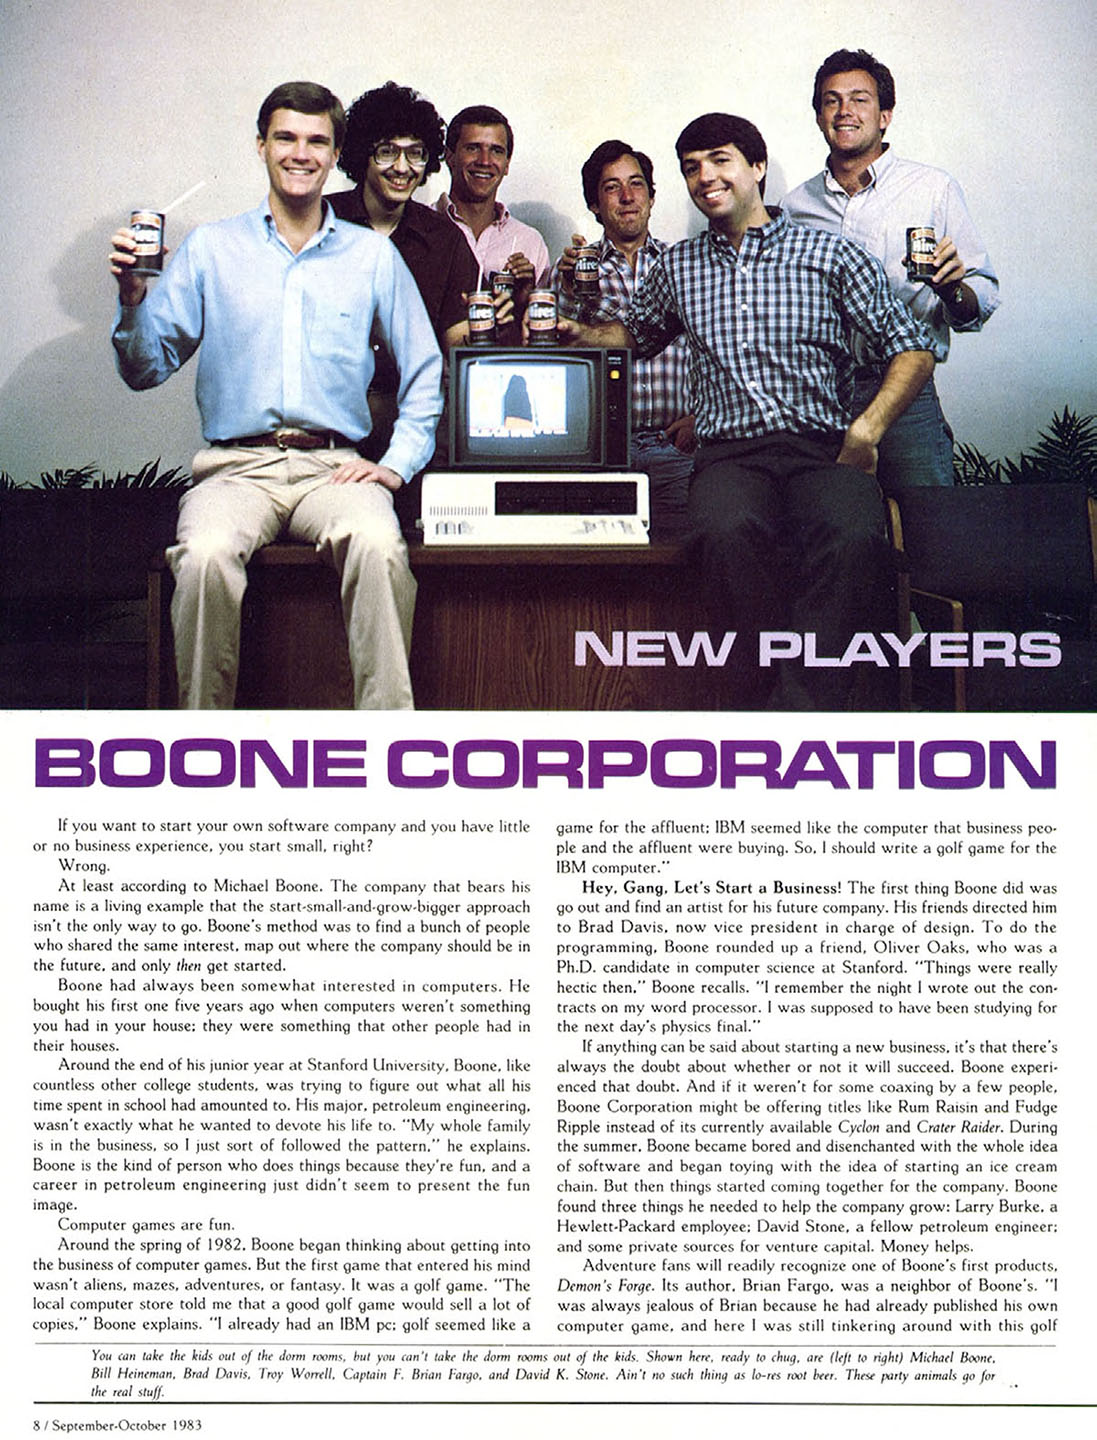 Hires
Hires
Hires
Hires
Hires
NEW PLAYERS
BOONE CORPORATION
If you want to start your own software company and you have little
or no business experience, you start small, right?
Wrong.
At least according to Michael Boone. The company that bears his
name is a living example that the start-small-and-grow-bigger approach
isn't the only way to go. Boone's method was to find a bunch of people
who shared the same interest, map out where the company should be in
the future, and only then get started.
Boone had always been somewhat interested in computers. He
bought his first one five years ago when computers weren't something
you had in your house; they were something that other people had in
their houses.
Around the end of his junior year at Stanford University, Boone, like
countless other college students, was trying to figure out what all his
time spent in school had amounted to. His major, petroleum engineering,
wasn't exactly what he wanted to devote his life to. "My whole family
is in the business, so I just sort of followed the pattern," he explains.
Boone is the kind of person who does things because they're fun, and a
career in petroleum engineering just didn't seem to present the fun
image.
Computer games are fun.
Around the spring of 1982, Boone began thinking about getting into
the business of computer games. But the first game that entered his mind
wasn't aliens, mazes, adventures, or fantasy. It was a golf game. "The
local computer store told me that a good golf game would sell a lot of
copies," Boone explains. "I already had an IBM pc; golf seemed like a
game for the affluent; IBM seemed like the computer that business peo-
ple and the affluent were buying. So, I should write a golf game for the
IBM computer."
Hey, Gang, Let's Start a Business! The first thing Boone did was
go out and find an artist for his future company. His friends directed him
to Brad Davis, now vice president in charge of design. To do the
programming, Boone rounded up a friend, Oliver Oaks, who was a
Ph.D. candidate in computer science at Stanford. "Things were really
hectic then," Boone recalls. "I remember the night I wrote out the con-
tracts on my word processor. I was supposed to have been studying for
the next day's physics final."
If anything can be said about starting a new business, it's that there's
always the doubt about whether or not it will succeed. Boone experi-
enced that doubt. And if it weren't for some coaxing by a few people,
Boone Corporation might be offering titles like Rum Raisin and Fudge
Ripple instead of its currently available Cyclon and Crater Raider. During
the summer, Boone became bored and disenchanted with the whole idea
of software and began toying with the idea of starting an ice cream
chain. But then things started coming together for the company. Boone
found three things he needed to help the company grow: Larry Burke, a
Hewlett-Packard employee; David Stone, a fellow petroleum engineer;
and some private sources for venture capital. Money helps.
Adventure fans will readily recognize one of Boone's first products,
Demon's Forge. Its author, Brian Fargo, was a neighbor of Boone's. "I
was always jealous of Brian because he had already published his own
computer game, and here I was still tinkering around with this golf
You can take the kids out of the dorm rooms, but you can't take the dorm rooms out of the kids. Shown here, ready to chug, are (left to right) Michael Boone,
Bill Heineman, Brad Davis, Troy Worrell, Captain F. Brian Fargo, and David K. Stone. Ain't no such thing as lo-res root beer. These party animals go for
the real stuff.
8 / September-October 1983